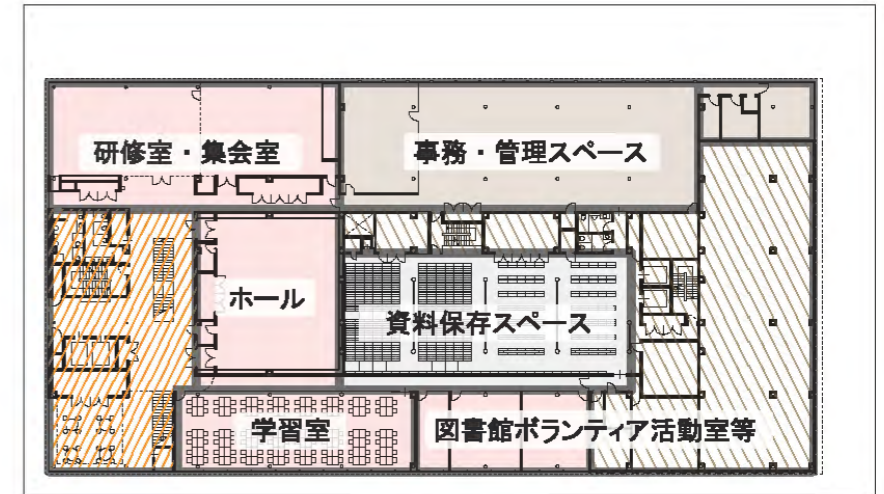 研修室・集会室
事務・管理スペース
ホール
資料保存スペース
学習室
図書館ボランティア活動室等